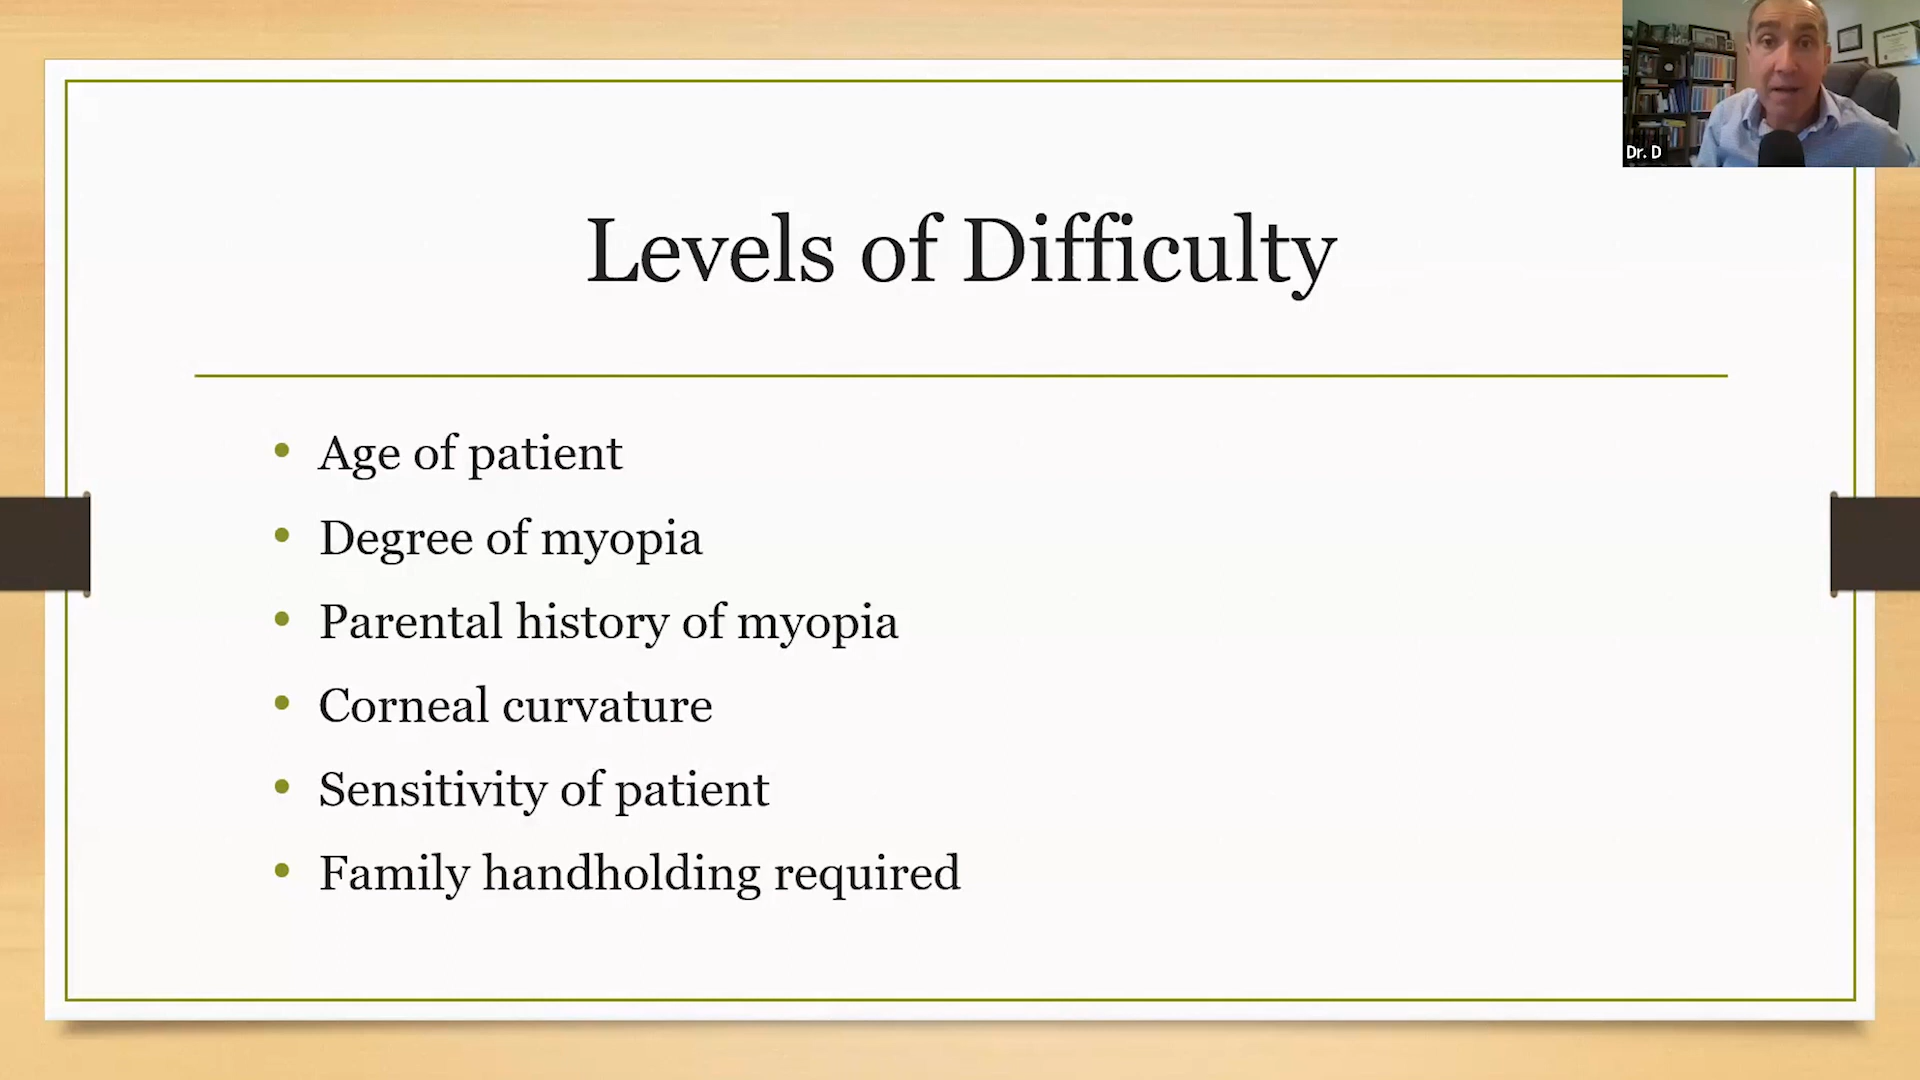 Dr. D
Levels of Difficulty
• Age of patient
• Degree of myopia
• Parental history of myopia
• Corneal curvature
• Sensitivity of patient
• Family handholding required